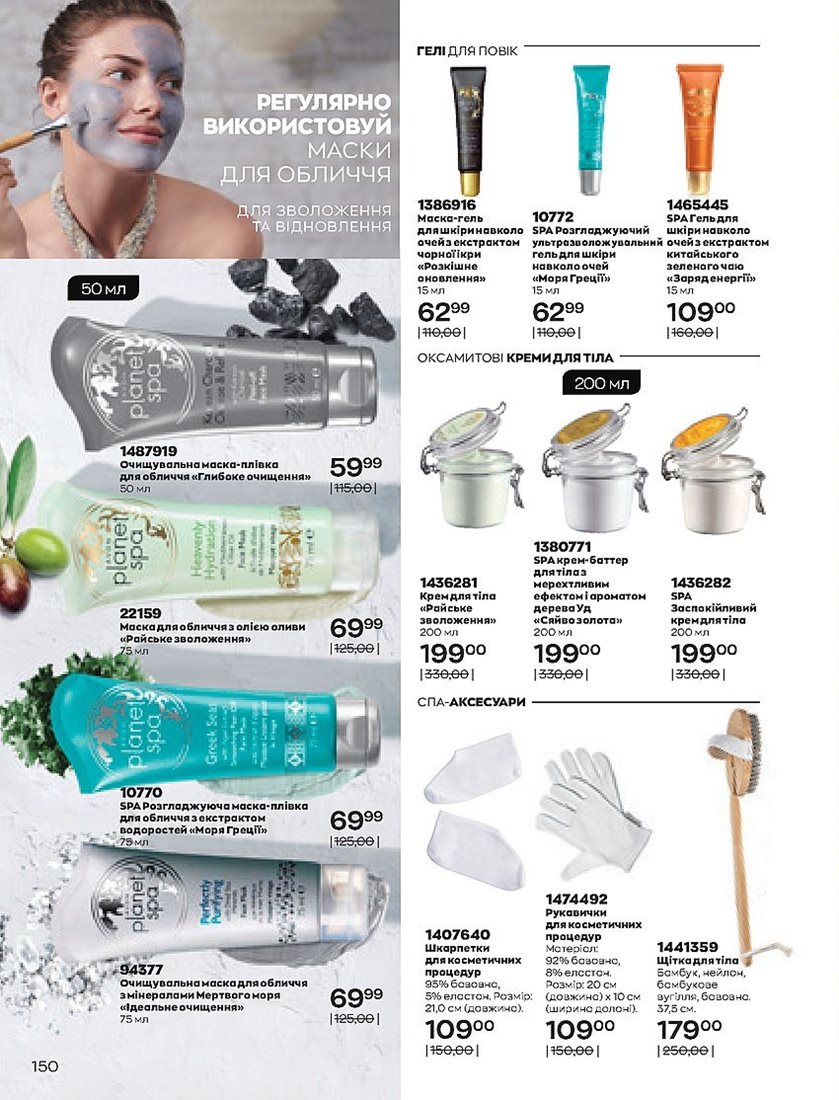 РЕГУЛЯРНО
ВИКОРИСТОВУЙ
МАСКИ
ДЛЯ ОБЛИЧЧЯ
ДЛЯ ЗВОЛОЖЕННЯ
ТА ВІДНОВЛЕННЯ
50 мл
planet
spa
1487919
Очищувальна маска-плівка
для обличчя «Глибоке очищення»
50 мл
59⁹⁹
|115,00|
planet
spa
Heavenly
Hydration
22159
Маска для обличчя з олією оливи
«Райське зволоження»
75 мл
69⁹⁹
|125,00|
planet
spa
Greek Seas
10770
SPA Розгладжуюча маска-плівка
для обличчя з екстрактом
водоростей «Моря Греції»
75 мл
69⁹⁹
|125,00|
planet
spa
Perfectly
Purifying
94377
Очищувальна маска для обличчя
з мінералами Мертвого моря
«Ідеальне очищення»
75 мл
69⁹⁹
|125,00|
150
ГЕЛІ ДЛЯ ПОВІК
1386916
Маска-гель
для шкіри навколо
очей з екстрактом
чорної ікри
«Розкішне
оновлення»
15 мл
62⁹⁹
|110,00|
10772
SPA Розгладжуючий
ультразволожувальний
гель для шкіри
навколо очей
«Моря Греції»
15 мл
62⁹⁹
|110,00|
1465445
SPA Гель для
шкіри навколо
очей з екстрактом
китайського
зеленого чаю
«Заряд енергії»
15 мл
109⁰⁰
|160,00|
ОКСАМИТОВІ КРЕМИ ДЛЯ ТІЛА
200 мл
1436281
Крем для тіла
«Райське
зволоження»
200 мл
199⁰⁰
|330,00|
1380771
SPA крем-баттер
для тіла з
мерехтливим
ефектом і ароматом
дерева Уд
«Сяйво золота»
200 мл
199⁰⁰
|330,00|
1436282
SPA
Заспокійливий
крем для тіла
200 мл
199⁰⁰
|330,00|
СПА-АКСЕСУАРИ
1407640
Шкарпетки
для косметичних
процедур
95% бавовна,
5% еластан. Розмір:
21,0 см (довжина).
109⁰⁰
|150,00|
1474492
Рукавички
для косметичних
процедур
Матеріал:
92% бавовна,
8% еластан.
Розмір: 20 см
(довжина) х 10 см
(ширина долоні).
109⁰⁰
|150,00|
1441359
Щітка для тіла
Бамбук, нейлон,
бамбукове
вугілля, бавовна.
37,5 см.
179⁰⁰
|250,00|